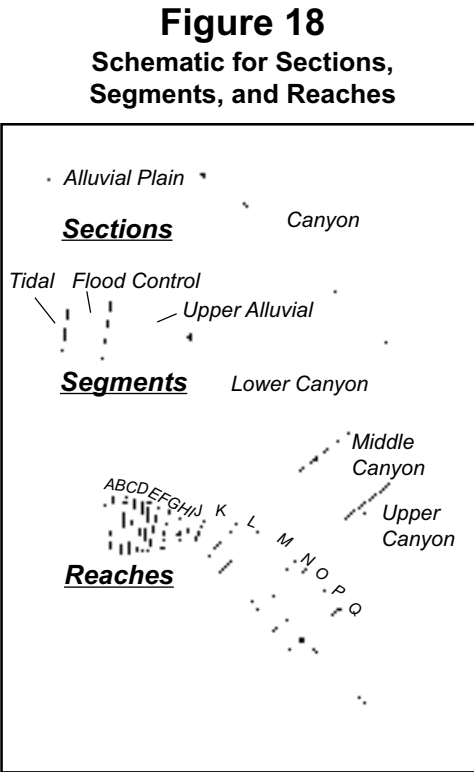 Figure 18
Schematic for Sections,
Segments, and Reaches
Alluvial Plain
Canyon
Sections
Tidal Flood Control
Upper Alluvial
Segments
Lower Canyon
Middle
Canyon
Upper
Canyon
A B C D E F G H I J K L M N O P Q
Reaches